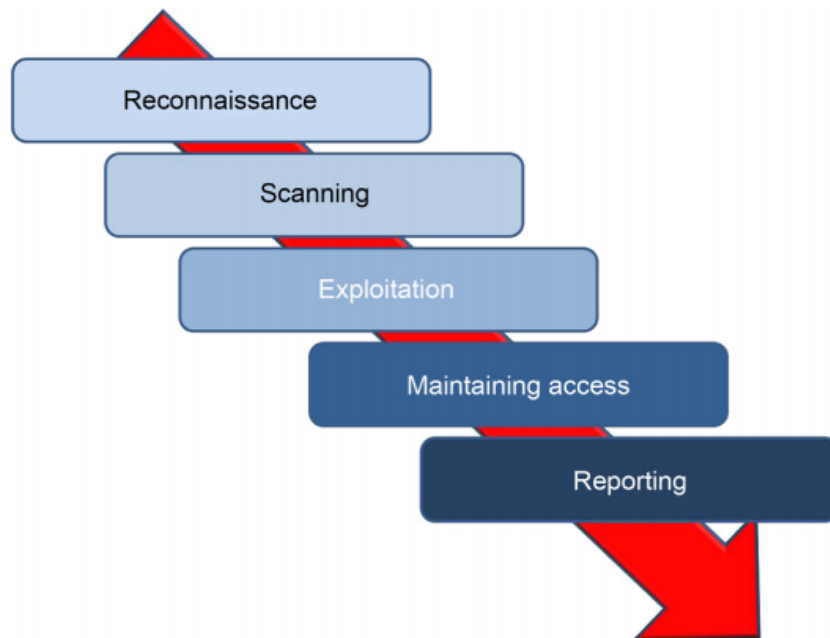 Reconnaissance
Scanning
Exploitation
Maintaining access
Reporting